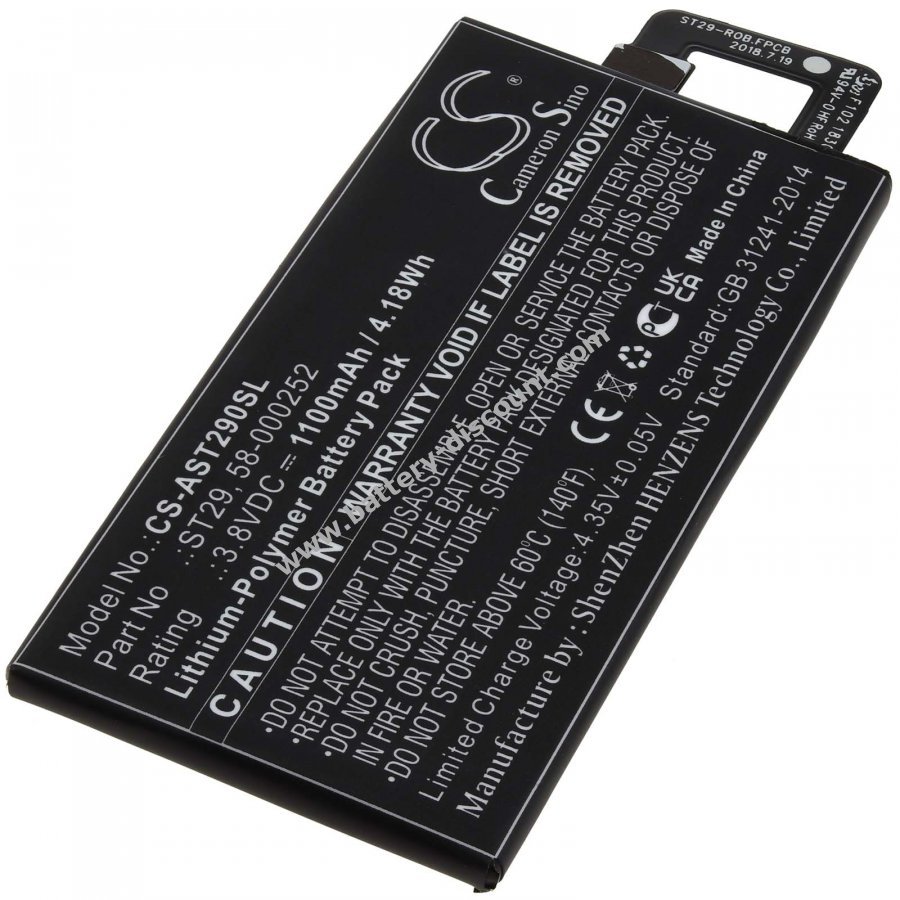 ST29-ROB.FPCB
2018.7.19
94V-0HFROH
CS®
Cameron Sino
Model No.: CS-AST290SL
Part No : ST29 58-000252
Rating : 3.8VDC⎓1100mAh/4.18Wh
Lithium-Polymer Battery Pack
CAUTION WARRANTY VOID IF LABEL IS REMOVED
•DO NOT ATTEMPT TO DISASSEMBLE, OPEN OR SERVICE THE BATTERY PACK.
•REPLACE ONLY WITH BATTERY DESIGNATED FOR THIS PRODUCT.
•DO NOT CRUSH, PUNCTURE, SHORT EXTERNAL CONTACTS OR DISPOSE OF
IN FIRE OR WATER.
•DO NOT STORE ABOVE 60℃ (140℉).
Limited Charge Voltage: 4.35V±0.05V
CE
UKCA
Made In China
Standard:GB 31241-2014
Manufacture by:ShenZhen HENZENS Technology Co., Limited
www.battery-discount.com